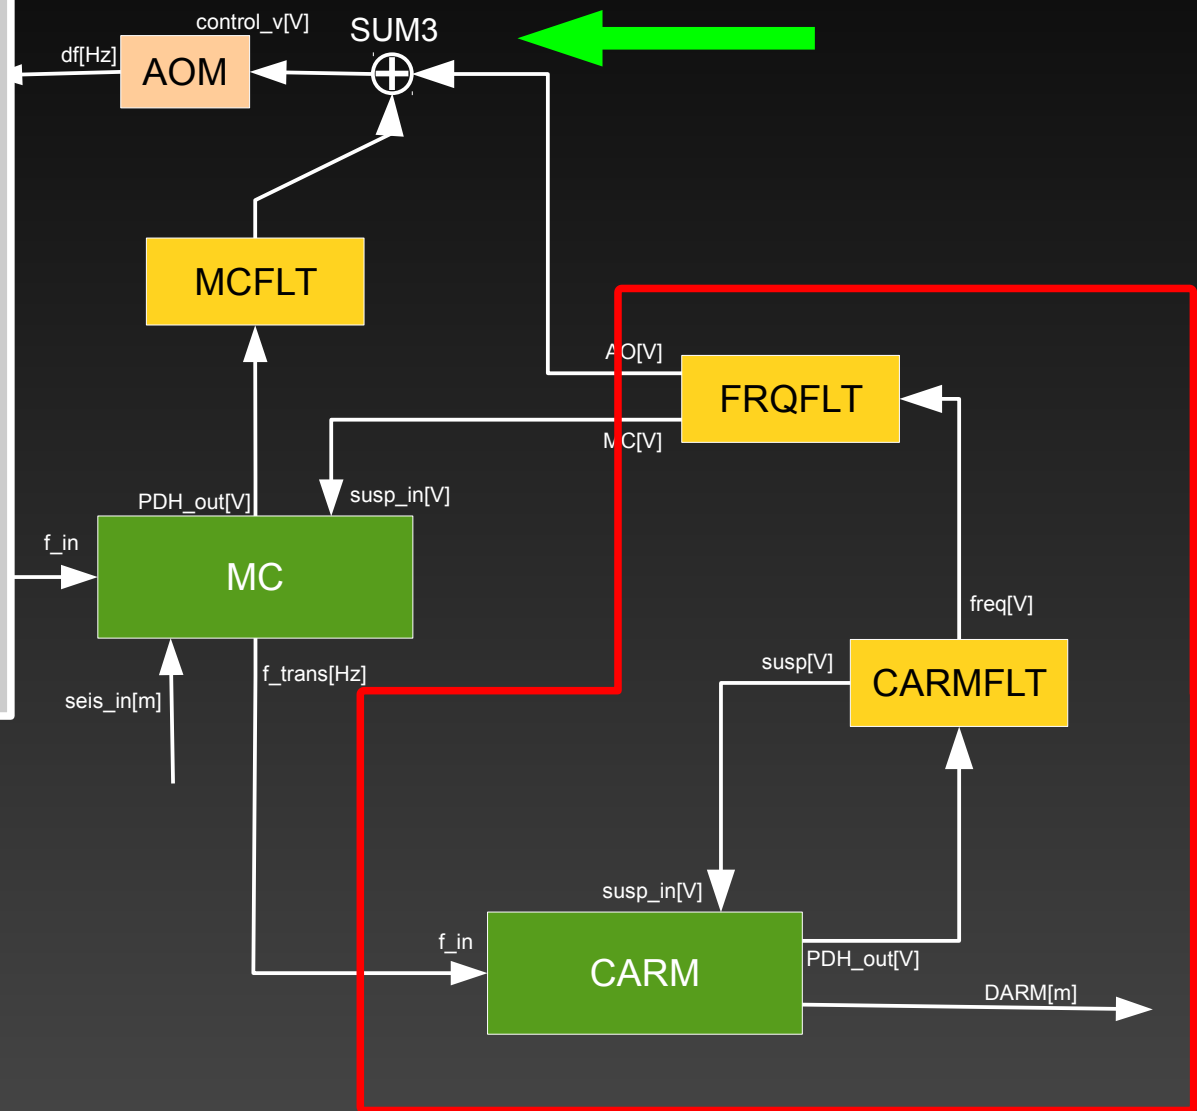 control_v[V]
SUM3
df[Hz]
AOM
MCFLT
AO[V]
FRQFLT
MC[V]
PDH_out[V]
susp_in[V]
f_in
MC
freq[V]
f_trans[Hz]
susp[V]
CARMFLT
seis_in[m]
susp_in[V]
f_in
CARM
PDH_out[V]
DARM[m]